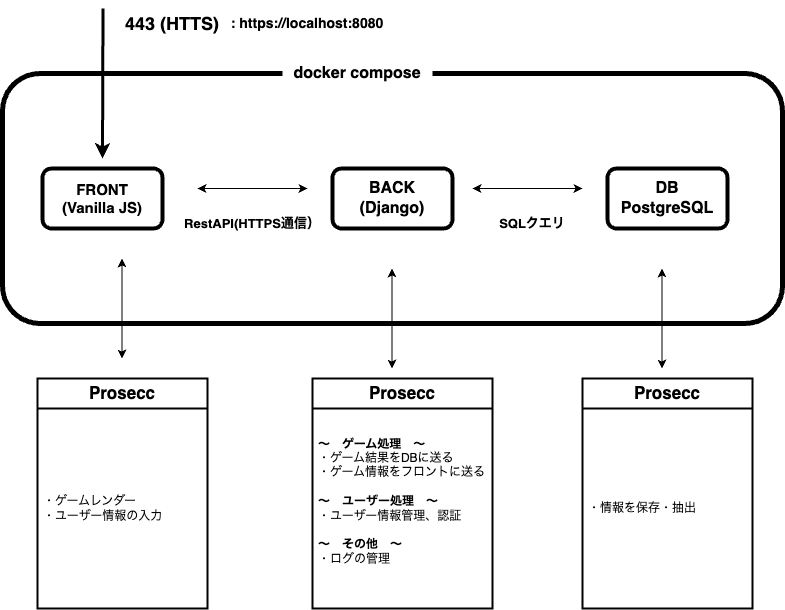 443 (HTTS) : https://localhost:8080
docker compose
FRONT
(Vanilla JS)
RestAPI(HTTPS通信)
BACK
(Django)
SQLクエリ
DB
PostgreSQL
Prosecc
・ゲームレンダー
・ユーザー情報の入力
Prosecc
〜　ゲーム処理　〜
・ゲーム結果をDBに送る
・ゲーム情報をフロントに送る
〜　ユーザー処理　〜
・ユーザー情報管理、認証
〜　その他　〜
・ログの管理
Prosecc
・情報を保存・抽出